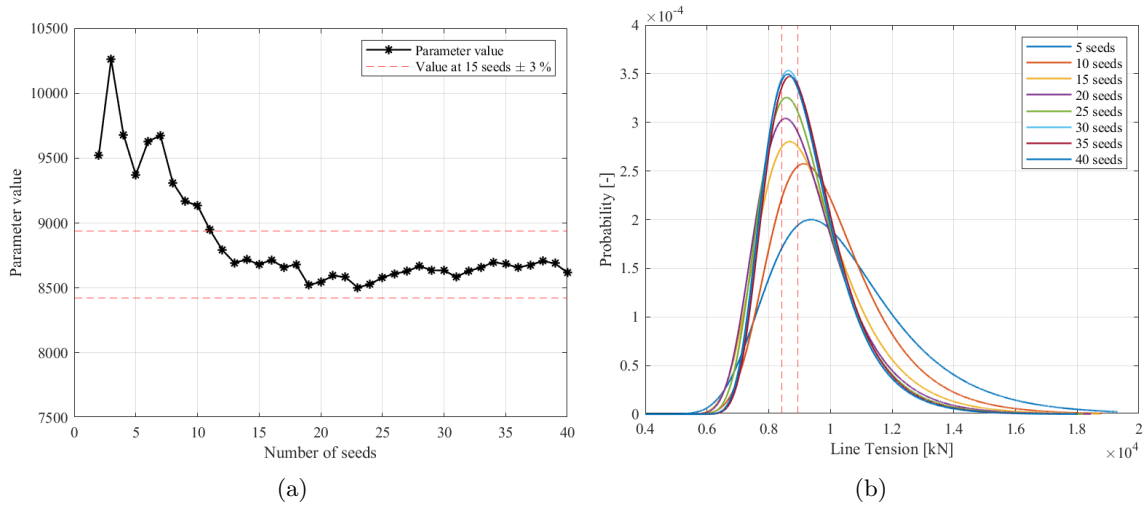 10500
10000
9500
9000
8500
8000
7500
0
5
10
15
20
25
30
35
40
Parameter value
Number of seeds
Parameter value
Value at 15 seeds ± 3 %
(a)
×10⁻⁴
4
3.5
3
2.5
2
1.5
1
0.5
0
0.4
0.6
0.8
1
1.2
1.4
1.6
1.8
2
×10⁴
Probability [-]
Line Tension [kN]
5 seeds
10 seeds
15 seeds
20 seeds
25 seeds
30 seeds
35 seeds
40 seeds
(b)